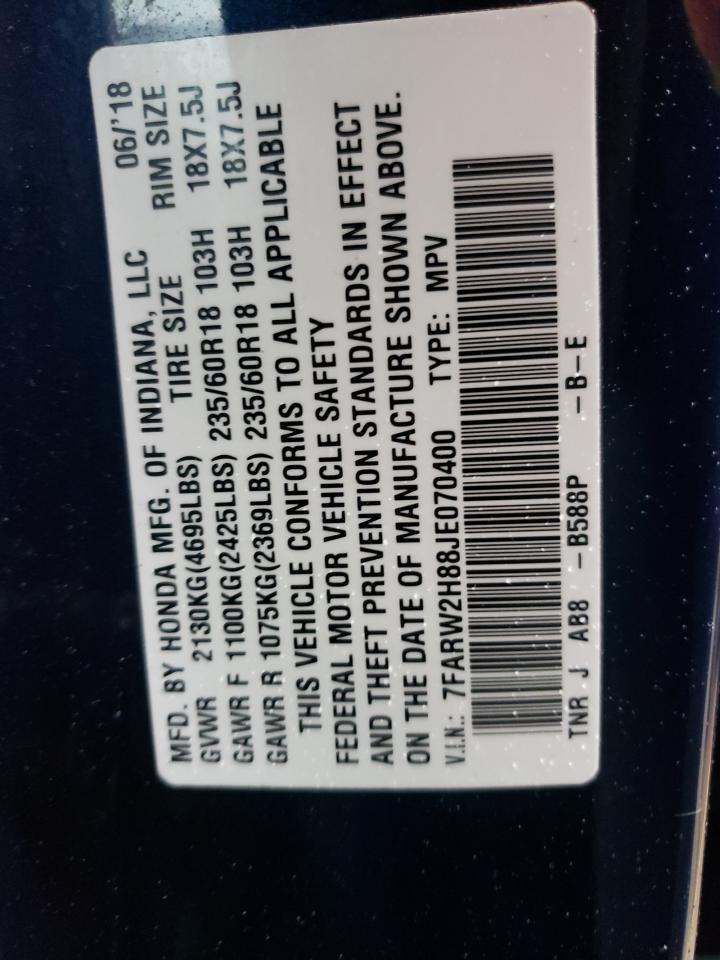 MFD. BY HONDA MFG. OF INDIANA, LLC 06/'18
GVWR 2130KG(4695LBS) TIRE SIZE RIM SIZE
GAWR F 1100KG(2425LBS) 235/60R18 103H 18X7.5J
GAWR R 1075KG(2369LBS) 235/60R18 103H 18X7.5J
THIS VEHICLE CONFORMS TO ALL APPLICABLE
FEDERAL MOTOR VEHICLE SAFETY
AND THEFT PREVENTION STANDARDS IN EFFECT
ON THE DATE OF MANUFACTURE SHOWN ABOVE.
V.I.N.: 7FARW2H88JE070400 TYPE: MPV
TNR J AB8 -B588P -B-E